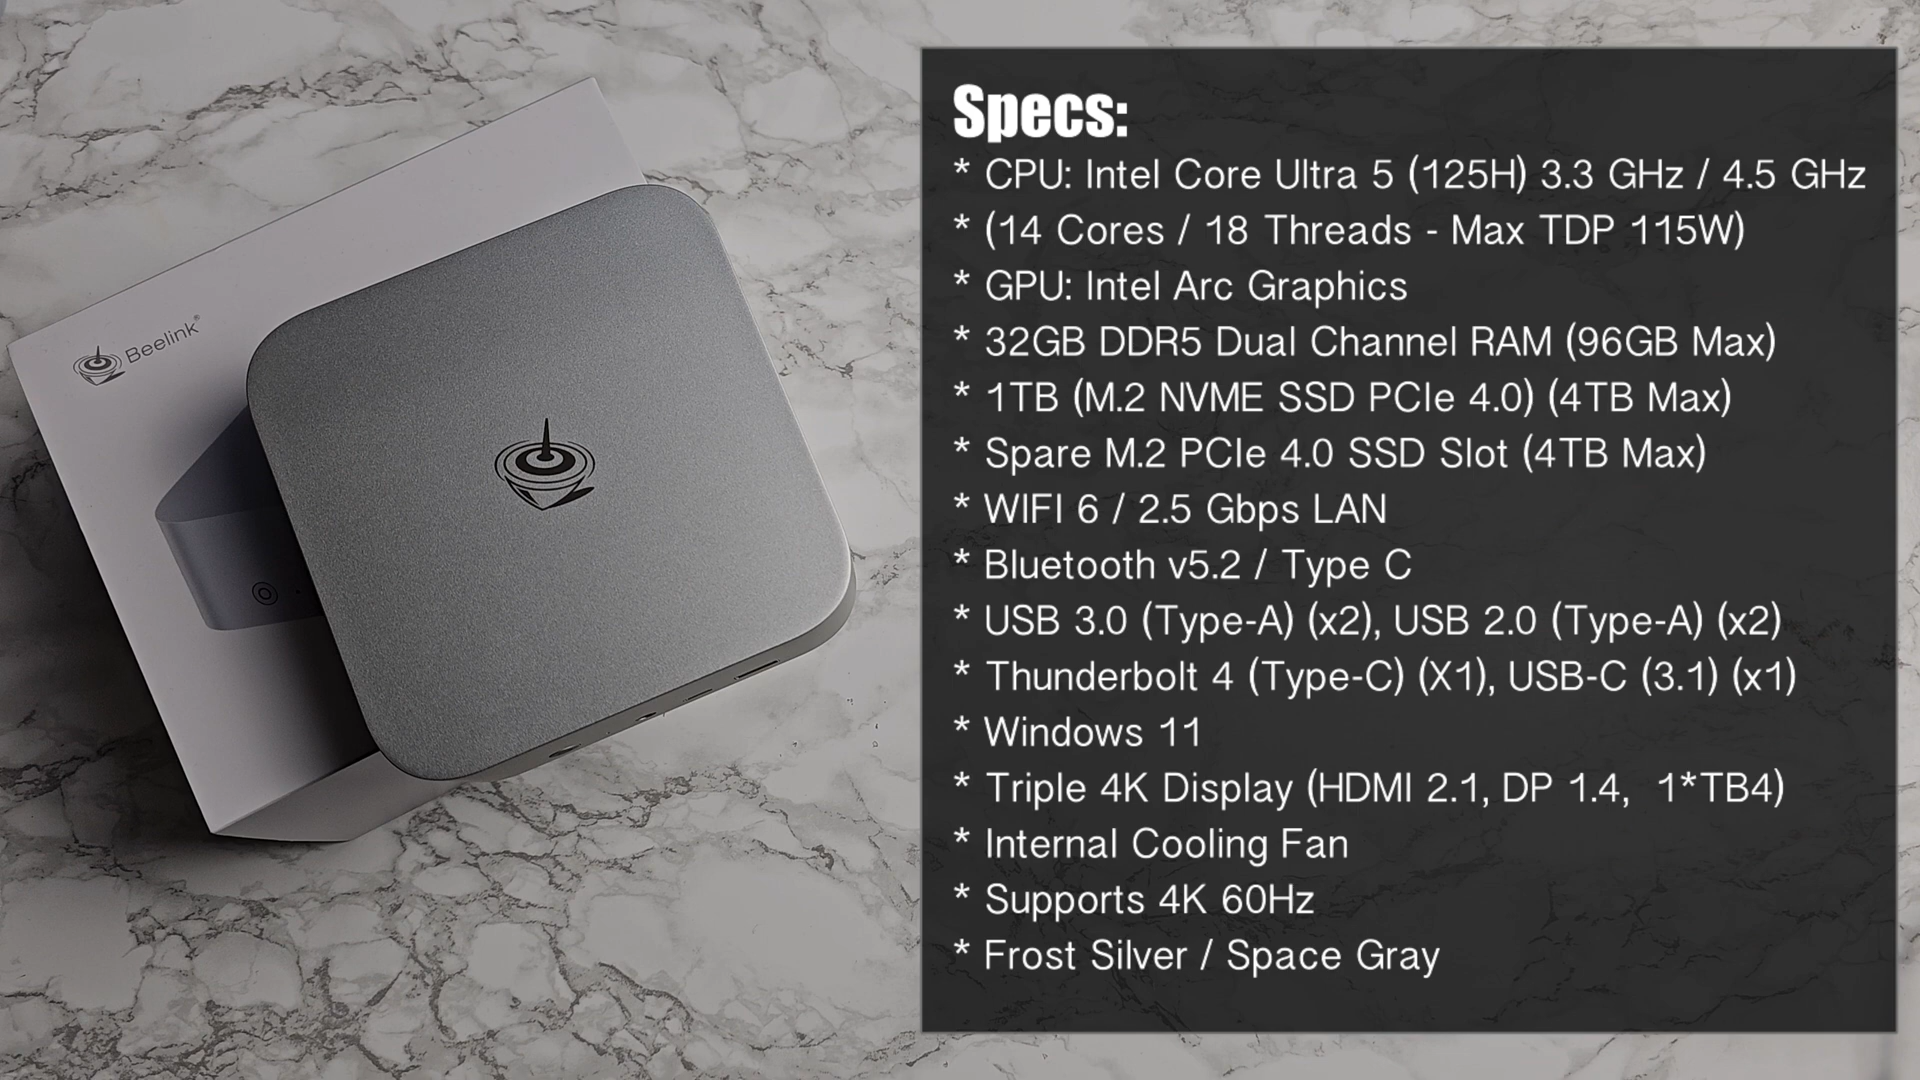 Beelink®
Specs:
* CPU: Intel Core Ultra 5 (125H) 3.3 GHz / 4.5 GHz
* (14 Cores / 18 Threads - Max TDP 115W)
* GPU: Intel Arc Graphics
* 32GB DDR5 Dual Channel RAM (96GB Max)
* 1TB (M.2 NVME SSD PCIe 4.0) (4TB Max)
* Spare M.2 PCIe 4.0 SSD Slot (4TB Max)
* WIFI 6 / 2.5 Gbps LAN
* Bluetooth v5.2 / Type C
* USB 3.0 (Type-A) (x2), USB 2.0 (Type-A) (x2)
* Thunderbolt 4 (Type-C) (X1), USB-C (3.1) (x1)
* Windows 11
* Triple 4K Display (HDMI 2.1, DP 1.4,  1*TB4)
* Internal Cooling Fan
* Supports 4K 60Hz
* Frost Silver / Space Gray